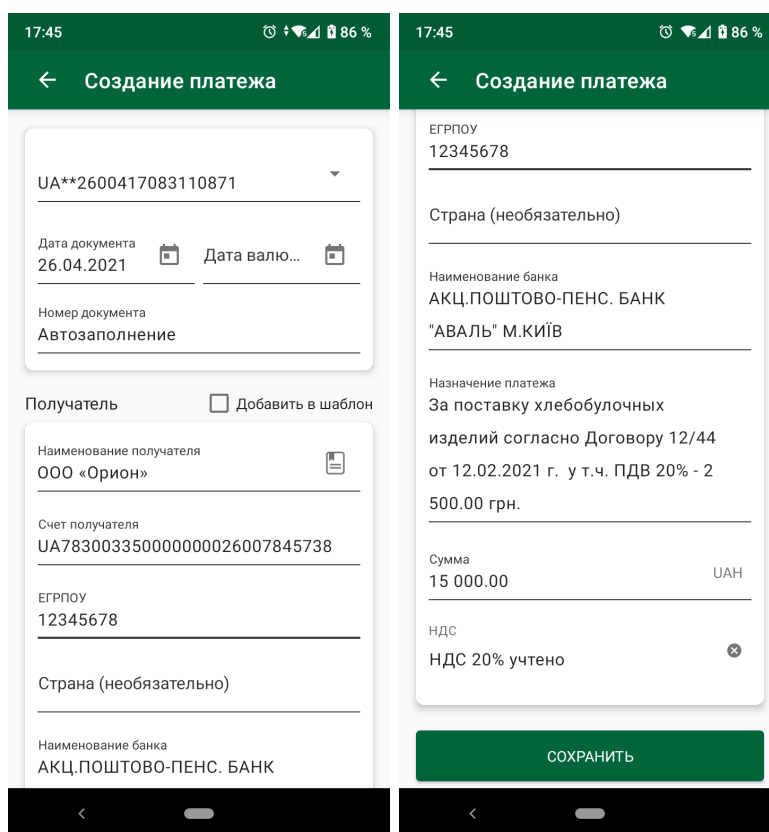 17:45
86 %
Создание платежа
UA**2600417083110871
Дата документа
26.04.2021
Дата валю...
Номер документа
Автозаполнение
Получатель
Добавить в шаблон
Наименование получателя
ООО «Орион»
Счет получателя
UA783003350000000026007845738
ЕГРПОУ
12345678
Страна (необязательно)
Наименование банка
АКЦ.ПОШТОВО-ПЕНС. БАНК
17:45
86 %
Создание платежа
ЕГРПОУ
12345678
Страна (необязательно)
Наименование банка
АКЦ.ПОШТОВО-ПЕНС. БАНК
"АВАЛЬ" М.КИЇВ
Назначение платежа
За поставку хлебобулочных
изделий согласно Договору 12/44
от 12.02.2021 г.  у т.ч. ПДВ 20% - 2
500.00 грн.
Сумма
15 000.00
UAH
НДС
НДС 20% учтено
СОХРАНИТЬ